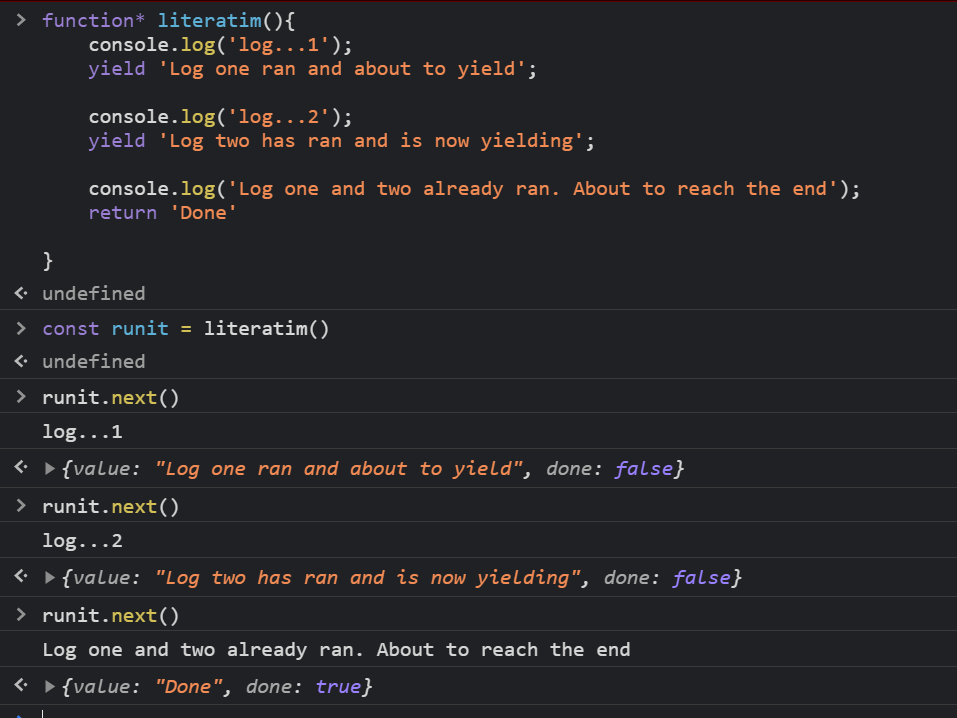 function* literatim(){
console.log('log...1');
yield 'Log one ran and about to yield';
console.log('log...2');
yield 'Log two has ran and is now yielding';
console.log('Log one and two already ran. About to reach the end');
return 'Done'
}
undefined
const runit = literatim()
undefined
runit.next()
log...1
{value: "Log one ran and about to yield", done: false}
runit.next()
log...2
{value: "Log two has ran and is now yielding", done: false}
runit.next()
Log one and two already ran. About to reach the end
{value: "Done", done: true}